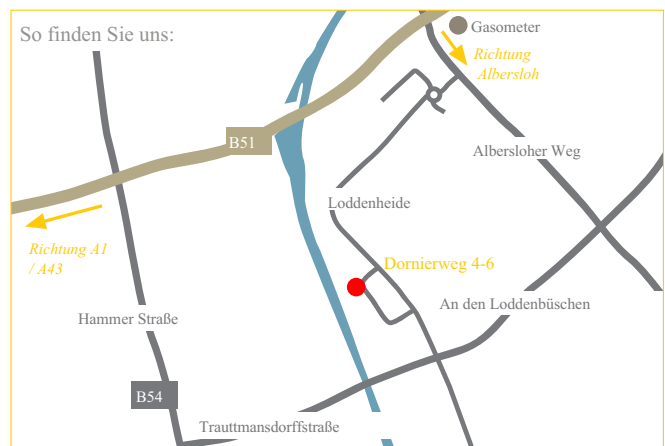 So finden Sie uns:
Gasometer
Richtung
Albersloh
B51
Albersloher Weg
Loddenheide
Richtung A1
/ A43
Dornierweg 4-6
An den Loddenbüschen
Hammer Straße
B54
Trauttmansdorffstraße